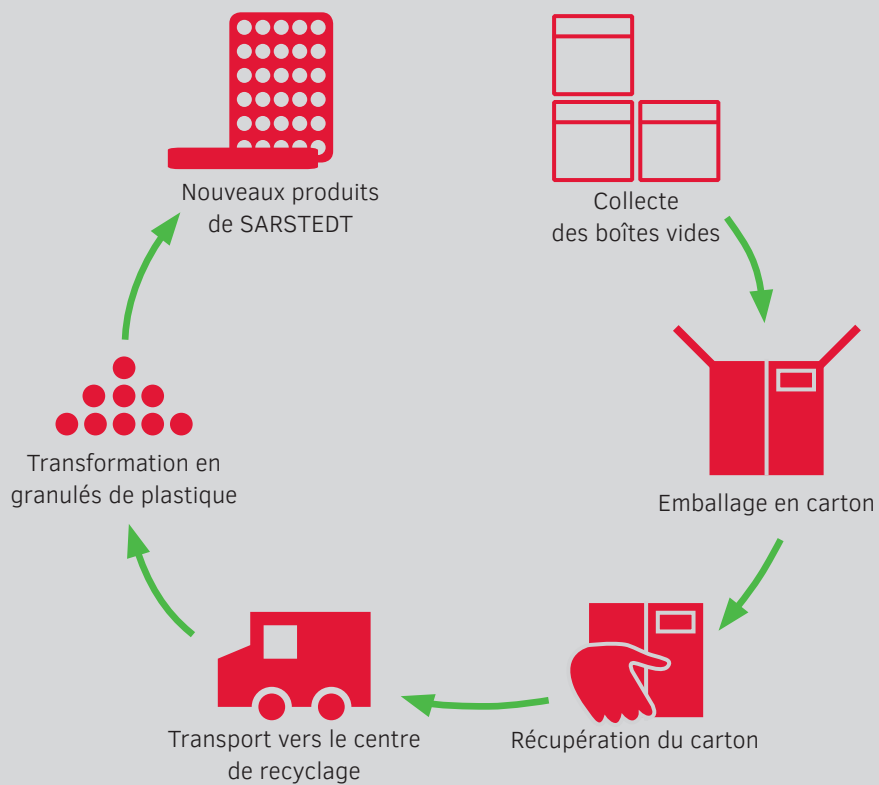 Nouveaux produits
de SARSTEDT
Collecte
des boîtes vides
Emballage en carton
Récupération du carton
Transport vers le centre
de recyclage
Transformation en
granulés de plastique